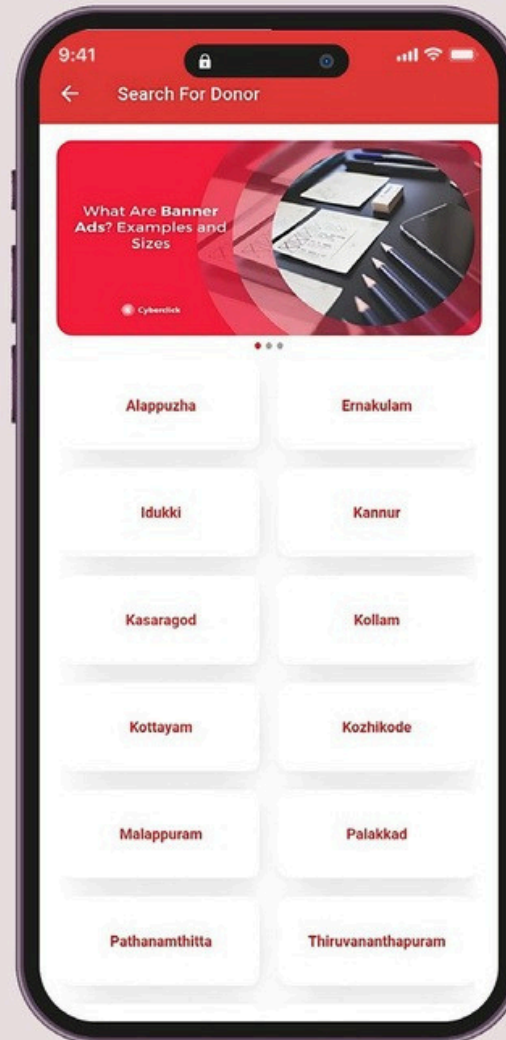 9:41
Search For Donor
What Are Banner
Ads? Examples and
Sizes
Cyberclick
Alappuzha
Ernakulam
Idukki
Kannur
Kasaragod
Kollam
Kottayam
Kozhikode
Malappuram
Palakkad
Pathanamthitta
Thiruvananthapuram